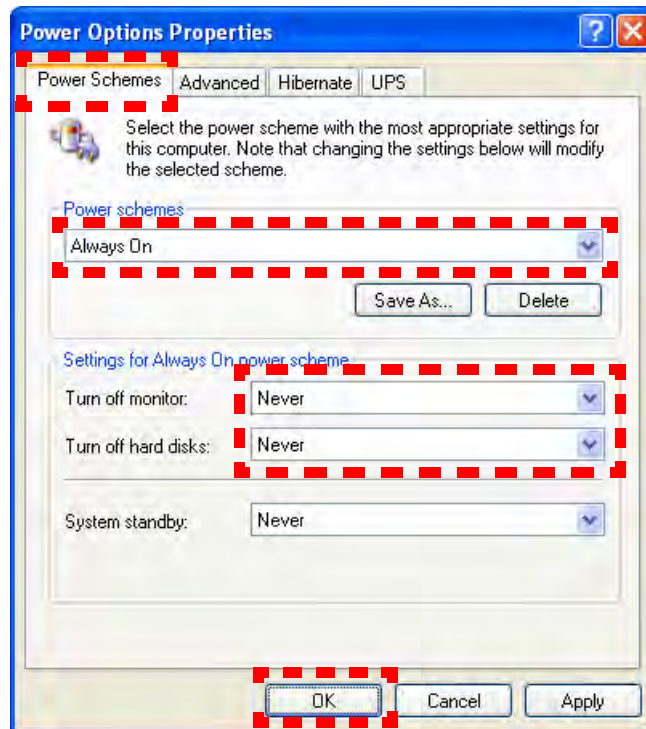 Power Options Properties
Power Schemes Advanced Hibernate UPS
Select the power scheme with the most appropriate settings for
this computer. Note that changing the settings below will modify
the selected scheme.
Power schemes
Always On
Save As... Delete
Settings for Always On power scheme
Turn off monitor: Never
Turn off hard disks: Never
System standby: Never
OK Cancel Apply